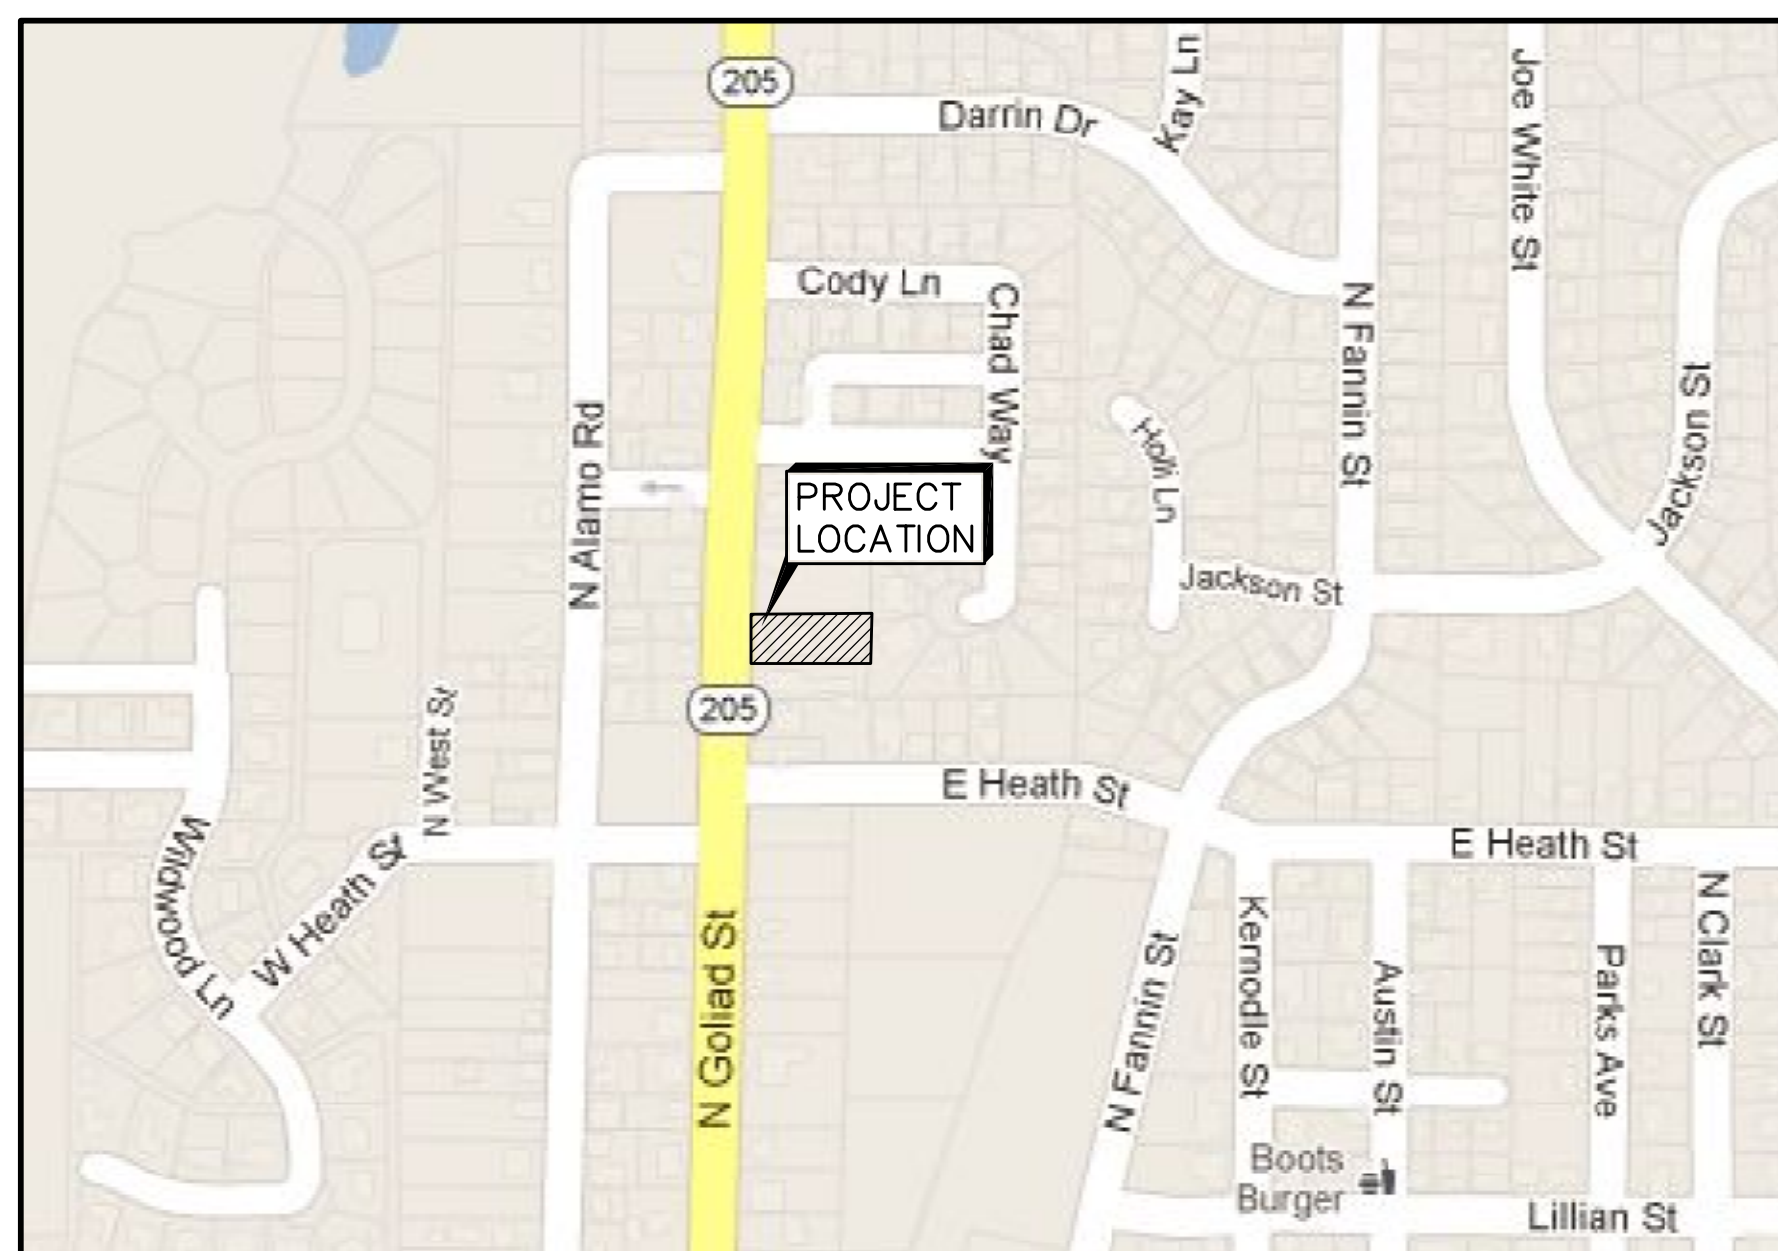 205
Darrin Dr
Kay Ln
Joe White St
Cody Ln
Chad Way
N Fannin St
N Alamo Rd
Holli Ln
Jackson St
PROJECT
LOCATION
Jackson St
205
N West St
E Heath St
E Heath St
Wildwood Ln
W Heath St
N Goliad St
N Fannin St
Kernodle St
Austin St
Parks Ave
N Clark St
Boots
Burger
Lillian St